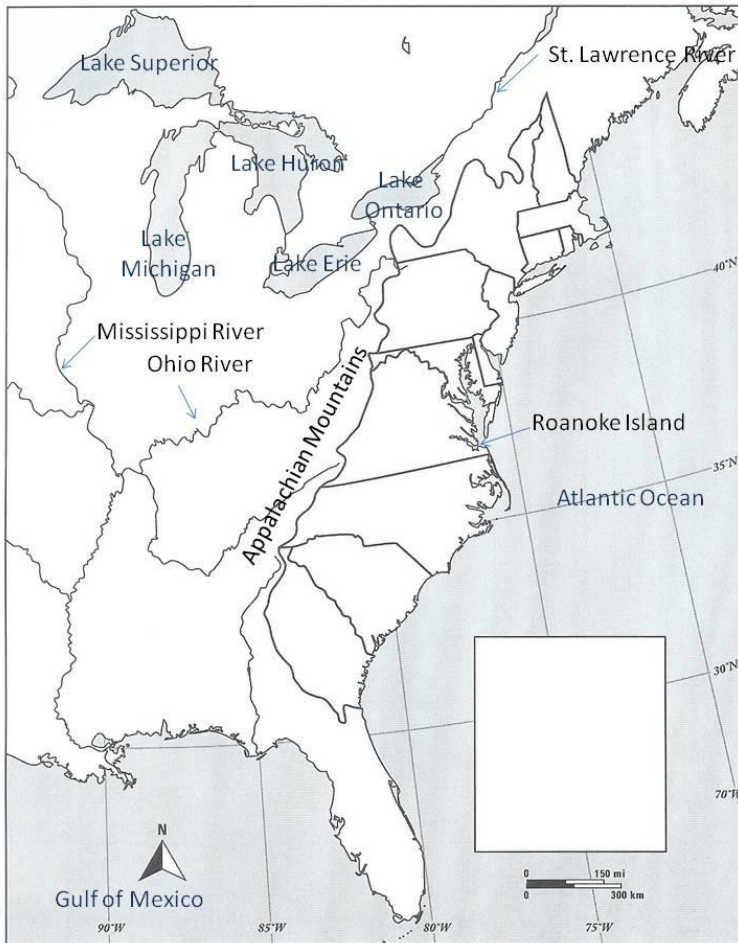 St. Lawrence River
Lake Superior
Lake Huron
Lake
Ontario
Lake
Michigan
Lake Erie
40°N
Mississippi River
Ohio River
Appalachian Mountains
Roanoke Island
35°N
Atlantic Ocean
30°N
70°W
N
0 150 mi
0 300 km
Gulf of Mexico
90°W 85°W 80°W 75°W